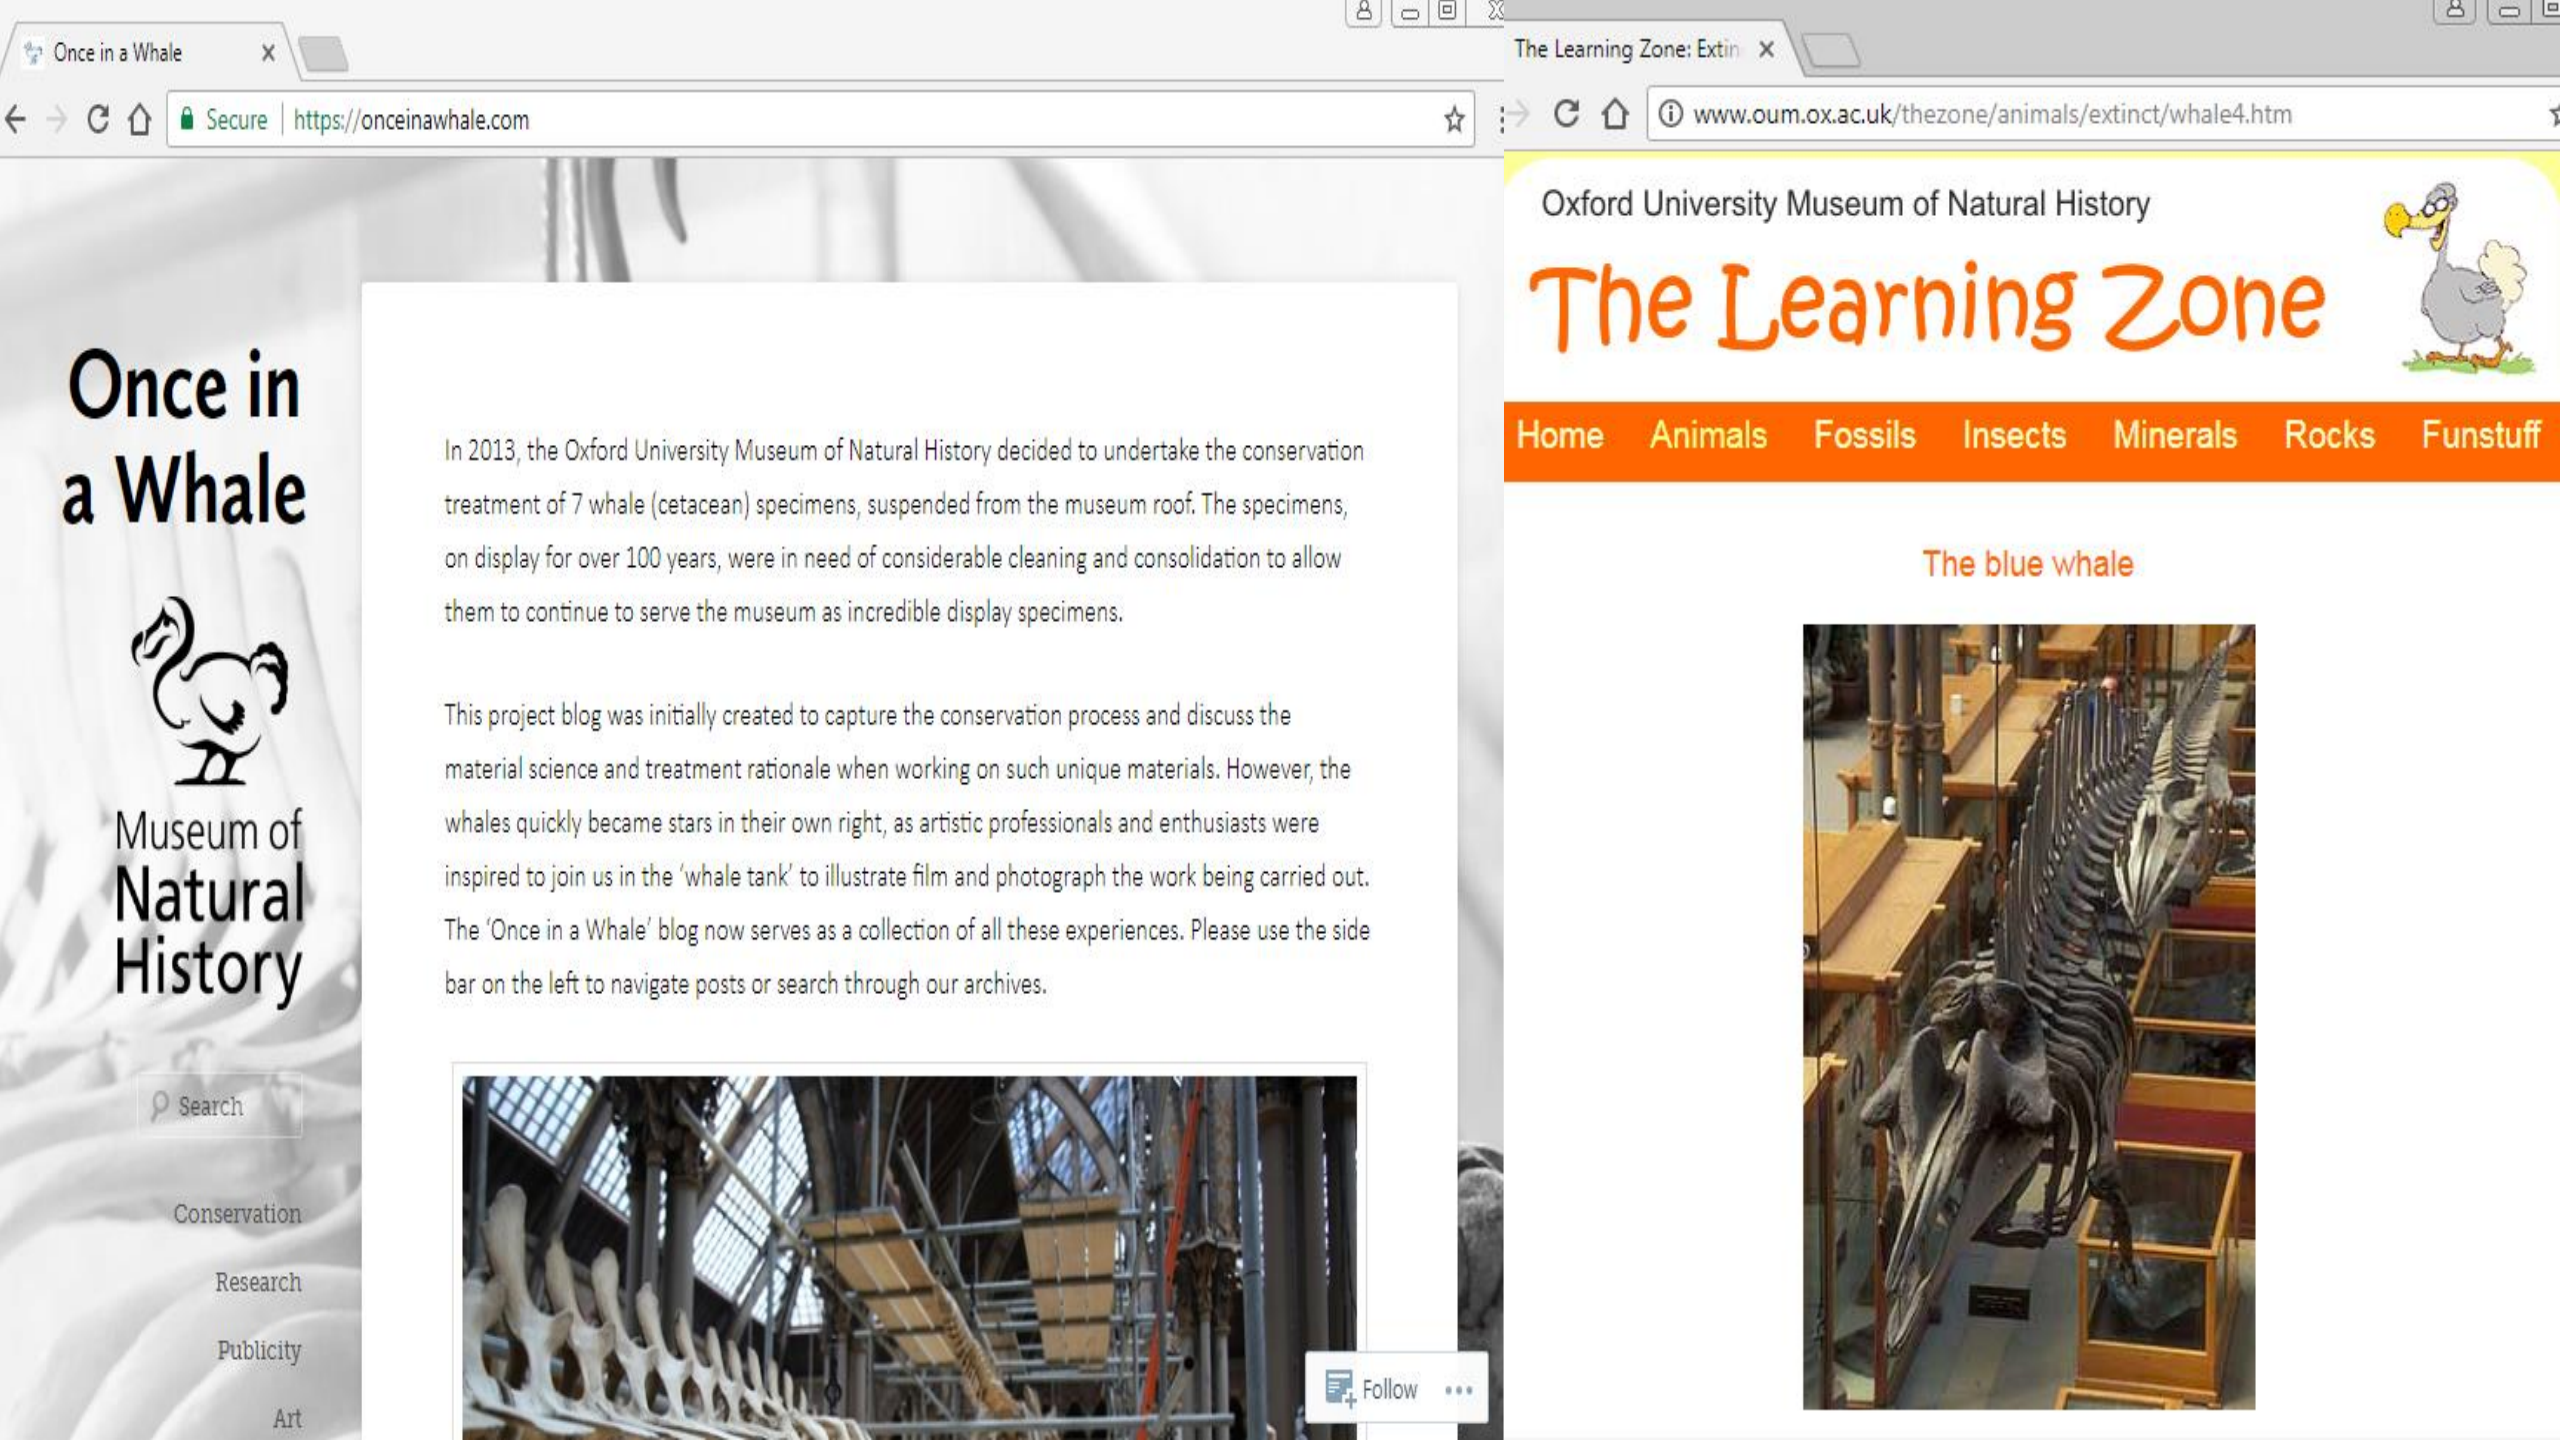 Once in a Whale
Secure
https://onceinawhale.com
Once in
a Whale
Museum of
Natural
History
Search
Conservation
Research
Publicity
Art
In 2013, the Oxford University Museum of Natural History decided to undertake the conservation
treatment of 7 whale (cetacean) specimens, suspended from the museum roof. The specimens,
on display for over 100 years, were in need of considerable cleaning and consolidation to allow
them to continue to serve the museum as incredible display specimens.
This project blog was initially created to capture the conservation process and discuss the
material science and treatment rationale when working on such unique materials. However, the
whales quickly became stars in their own right, as artistic professionals and enthusiasts were
inspired to join us in the ‘whale tank’ to illustrate film and photograph the work being carried out.
The ‘Once in a Whale’ blog now serves as a collection of all these experiences. Please use the side
bar on the left to navigate posts or search through our archives.
Follow
The Learning Zone: Extin
www.oum.ox.ac.uk/thezone/animals/extinct/whale4.htm
Oxford University Museum of Natural History
The Learning Zone
Home Animals Fossils Insects Minerals Rocks Funstuff
The blue whale